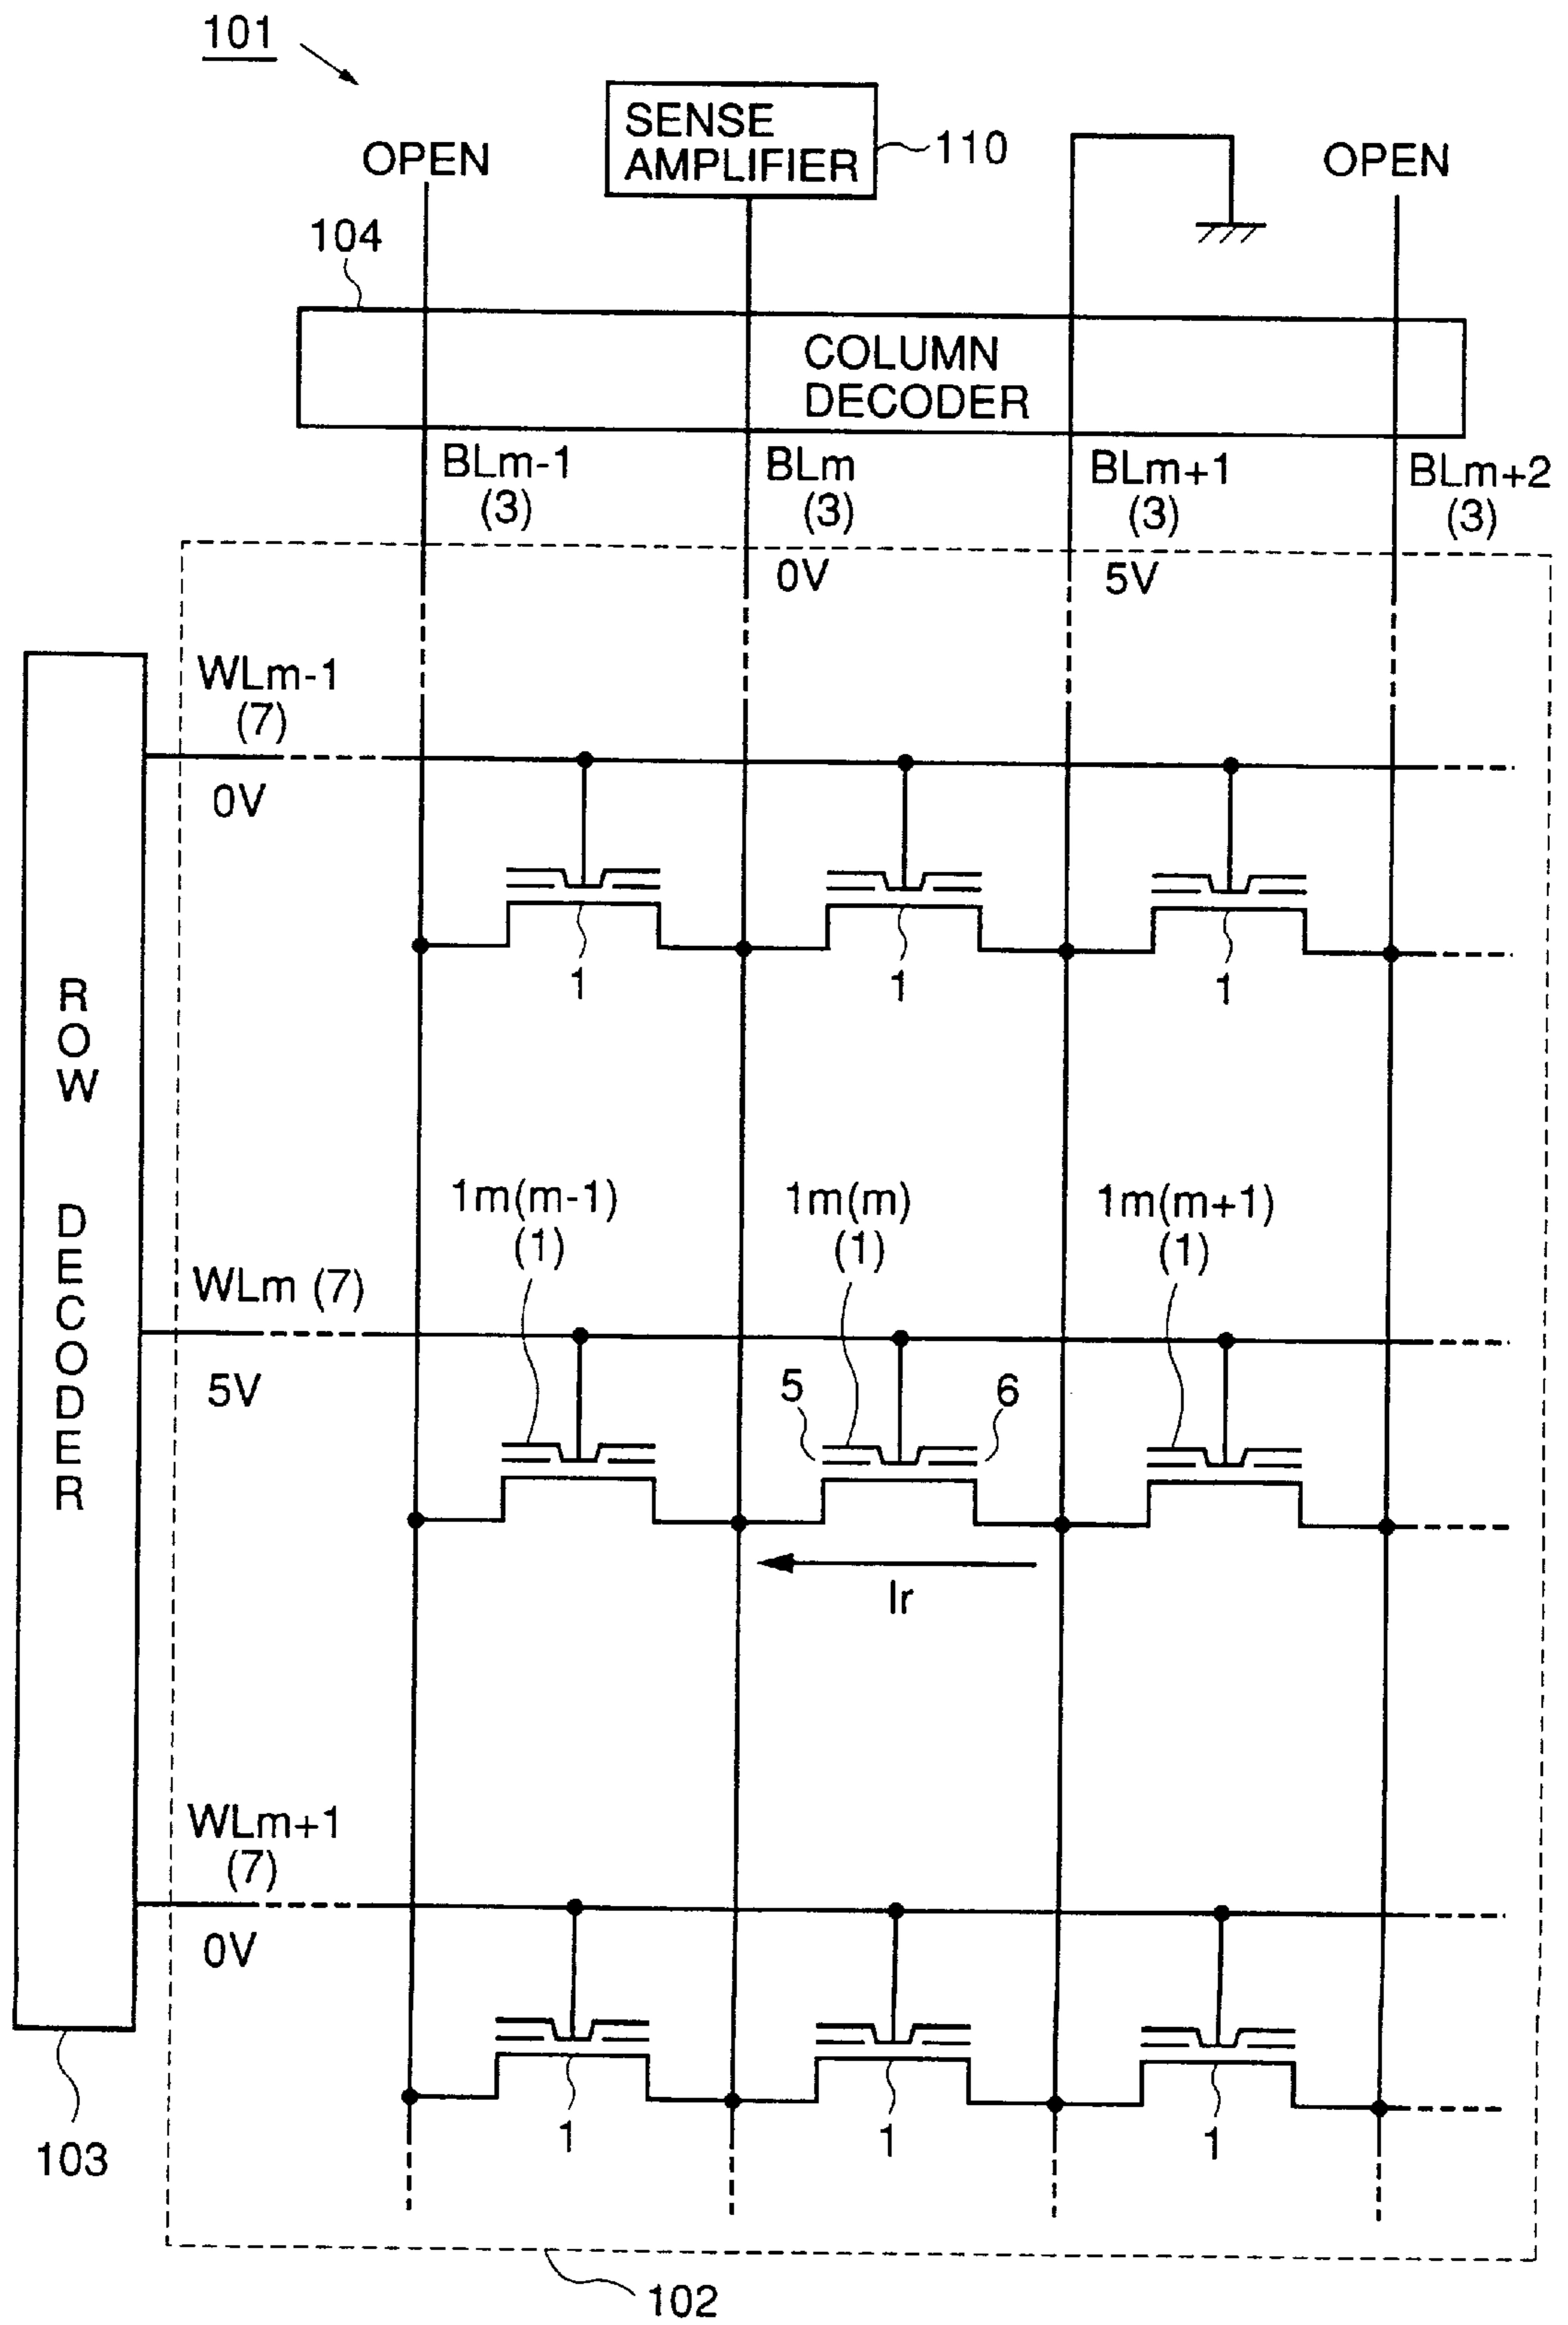 101
OPEN
SENSE
AMPLIFIER
110
OPEN
104
COLUMN
DECODER
BLm-1
(3)
BLm
(3)
BLm+1
(3)
BLm+2
(3)
0V
5V
WLm-1
(7)
0V
1
1
1
ROW DECODER
1m(m-1)
(1)
1m(m)
(1)
1m(m+1)
(1)
WLm (7)
5V
5
6
Ir
WLm+1
(7)
0V
1
1
1
103
102